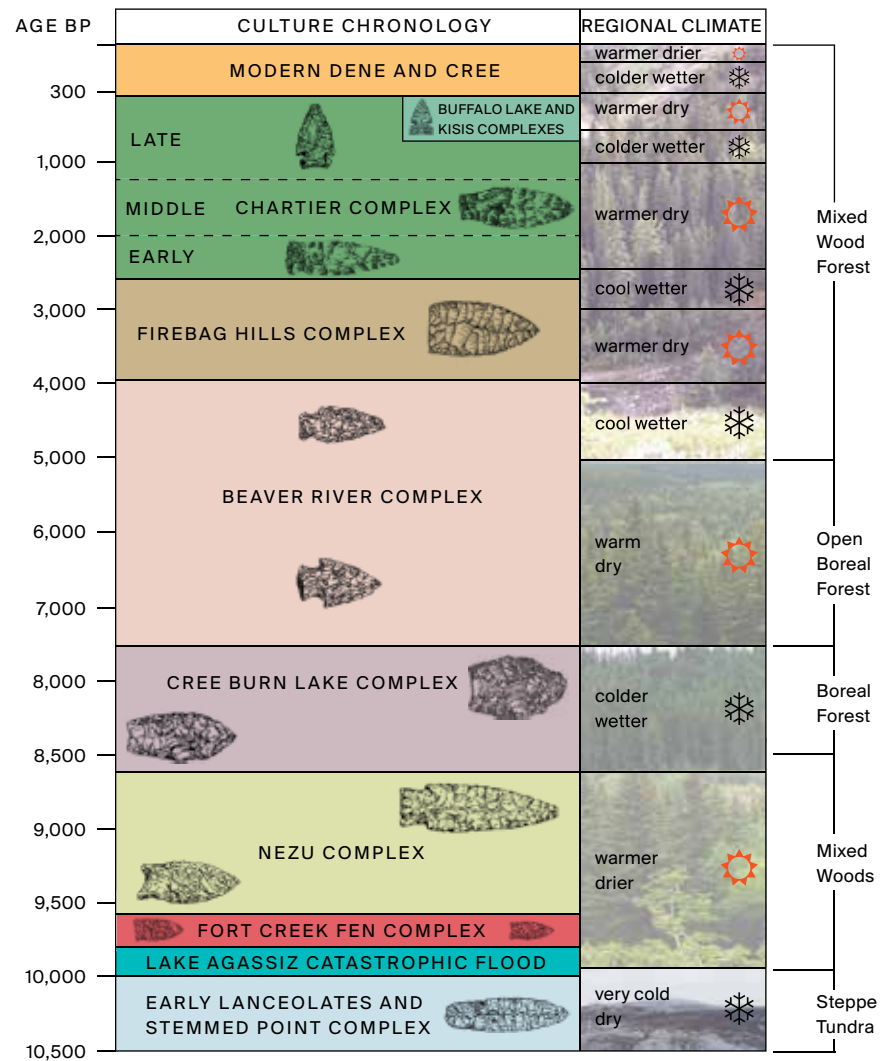 AGE BP
CULTURE CHRONOLOGY
REGIONAL CLIMATE
300
1,000
2,000
3,000
4,000
5,000
6,000
7,000
8,000
8,500
9,000
9,500
10,000
10,500
MODERN DENE AND CREE
BUFFALO LAKE AND
KISIS COMPLEXES
LATE
MIDDLE
CHARTIER COMPLEX
EARLY
FIREBAG HILLS COMPLEX
BEAVER RIVER COMPLEX
CREE BURN LAKE COMPLEX
NEZU COMPLEX
FORT CREEK FEN COMPLEX
LAKE AGASSIZ CATASTROPHIC FLOOD
EARLY LANCEOLATES AND
STEMMED POINT COMPLEX
warmer drier
colder wetter
warmer dry
colder wetter
warmer dry
cool wetter
warmer dry
cool wetter
warm
dry
colder
wetter
warmer
drier
very cold
dry
Mixed
Wood
Forest
Open
Boreal
Forest
Boreal
Forest
Mixed
Woods
Steppe
Tundra